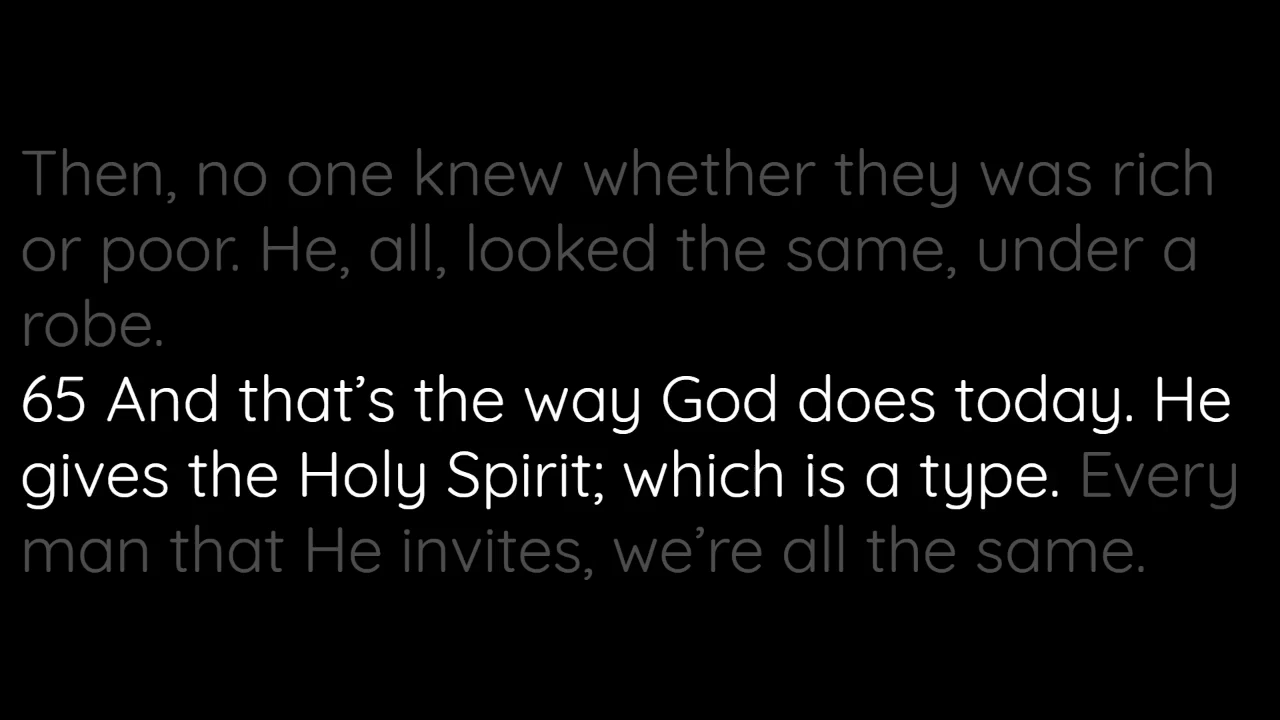 Then, no one knew whether they was rich
or poor. He, all, looked the same, under a
robe.
65 And that’s the way God does today. He
gives the Holy Spirit; which is a type. Every
man that He invites, we’re all the same.